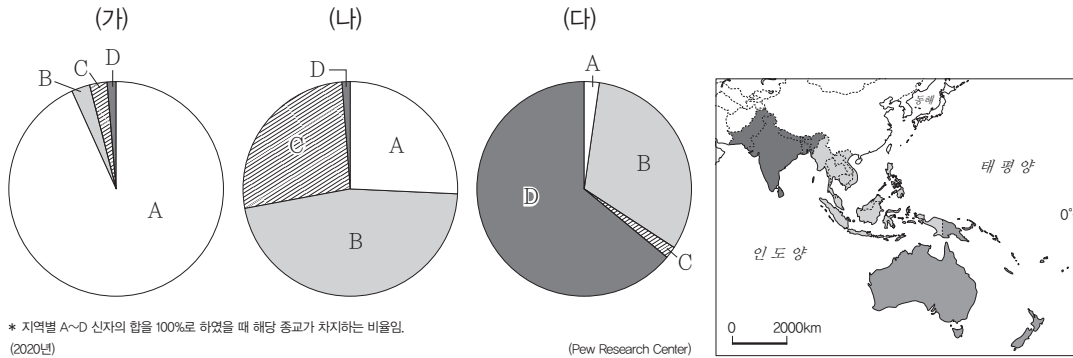 (가)
(나)
(다)
B
C
D
A
D
C
A
B
A
D
B
C
동해
태평양
인도양
0°
0 2000km
* 지역별 A~D 신자의 합을 100%로 하였을 때 해당 종교가 차지하는 비율임.
(2020년)
(Pew Research Center)